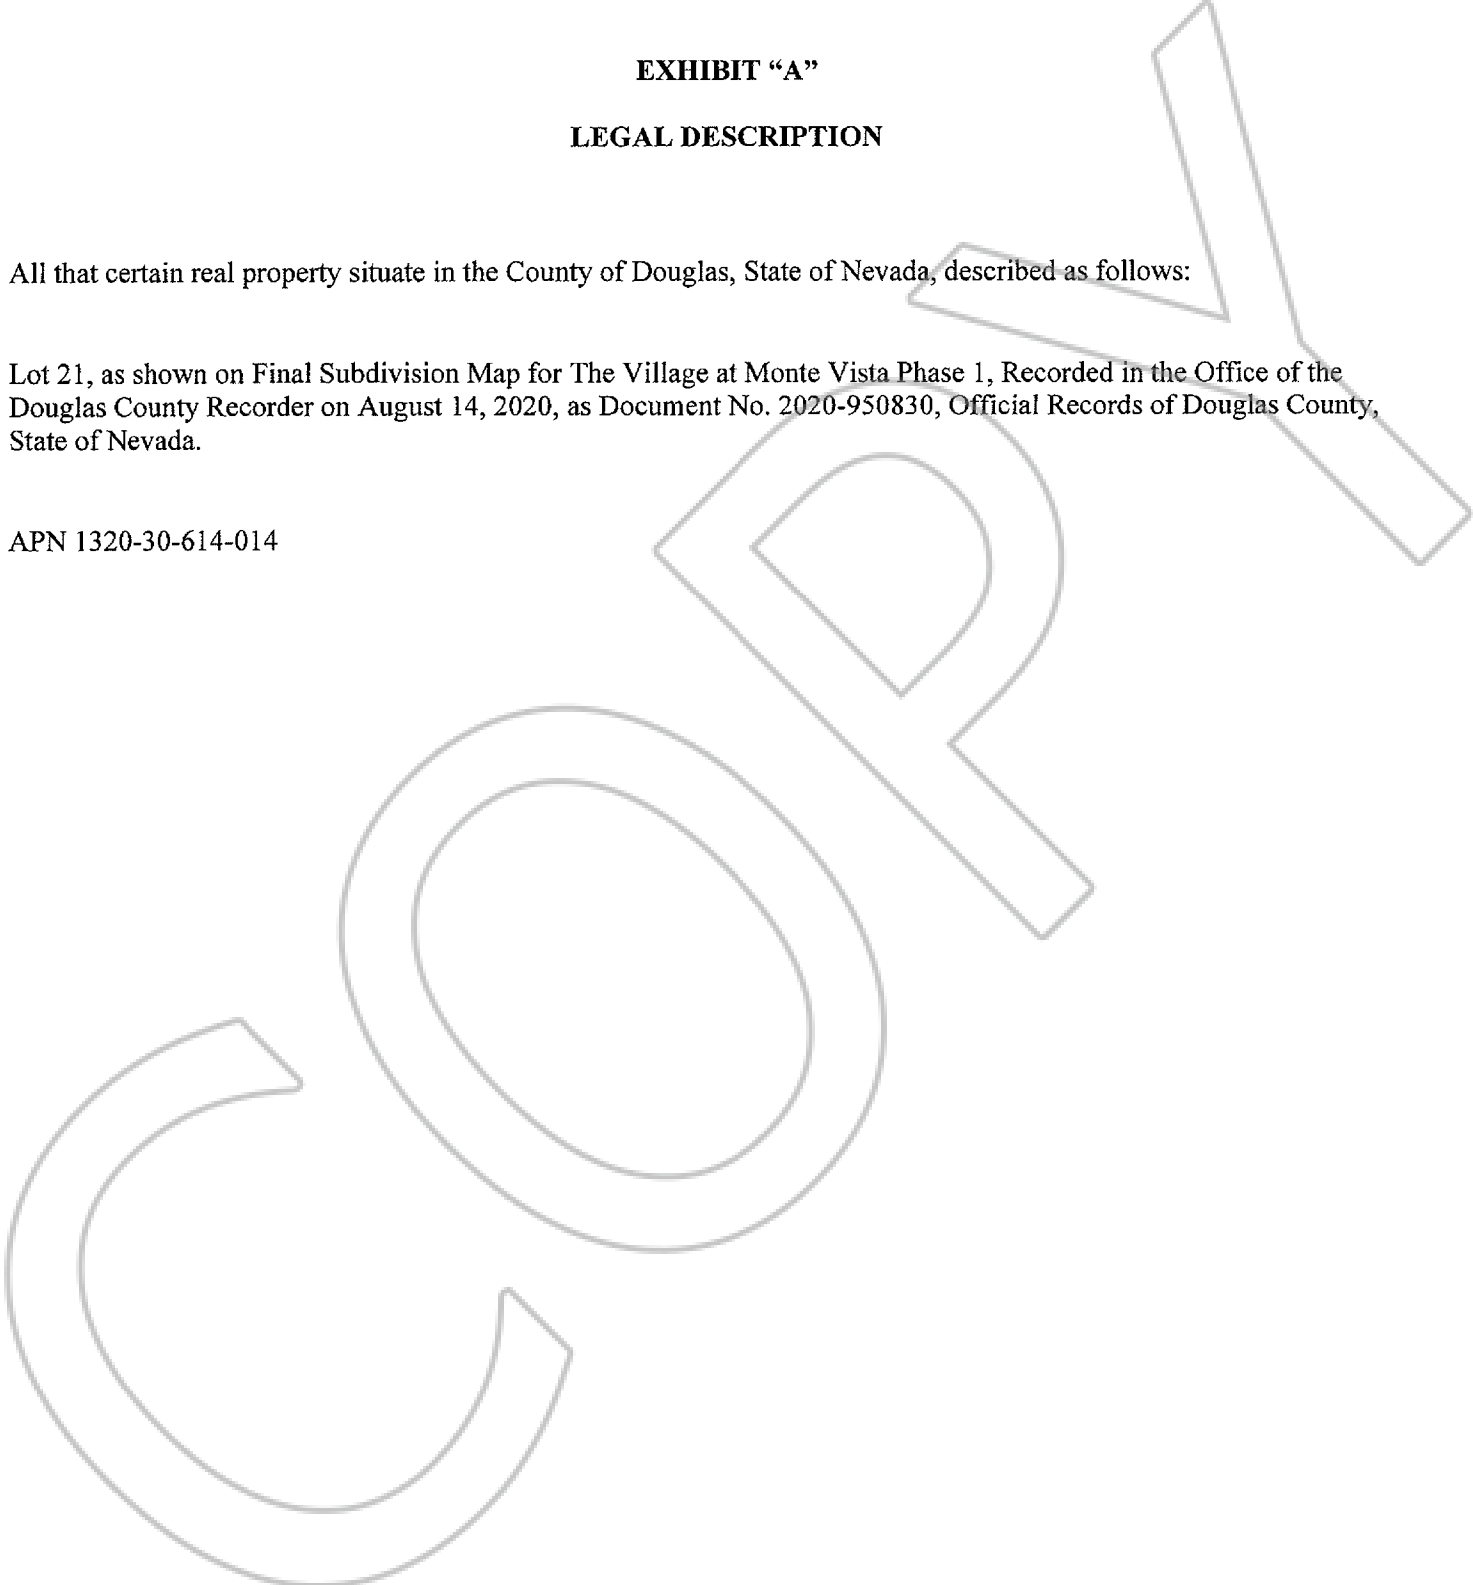 EXHIBIT “A”
LEGAL DESCRIPTION
All that certain real property situate in the County of Douglas, State of Nevada, described as follows:
Lot 21, as shown on Final Subdivision Map for The Village at Monte Vista Phase 1, Recorded in the Office of the
Douglas County Recorder on August 14, 2020, as Document No. 2020-950830, Official Records of Douglas County,
State of Nevada.
APN 1320-30-614-014
COPY